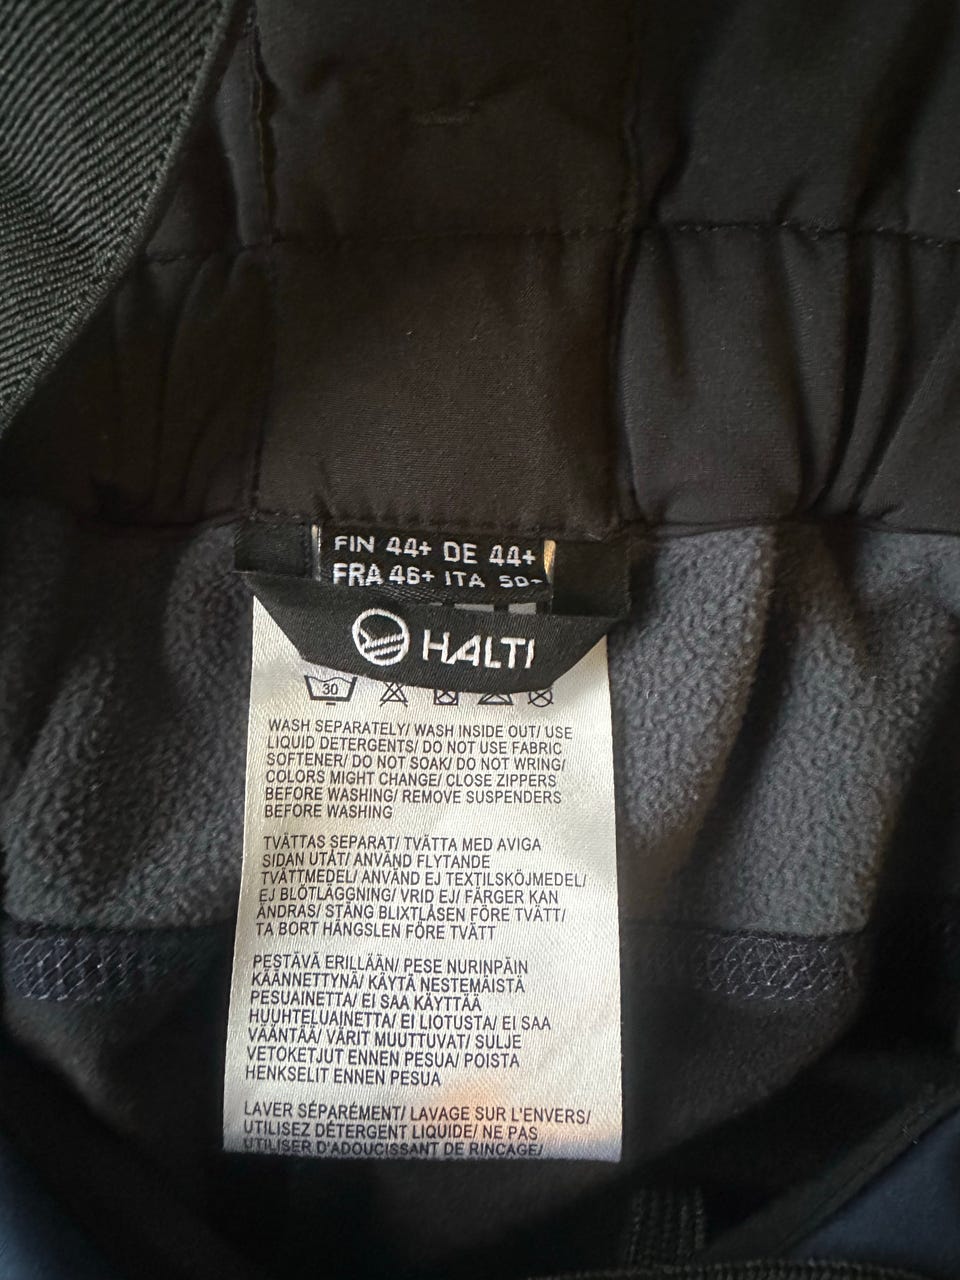 FIN 44+ DE 44+
FRA 46+ ITA 50+
HALTI
30
WASH SEPARATELY/ WASH INSIDE OUT/ USE
LIQUID DETERGENTS/ DO NOT USE FABRIC
SOFTENER/ DO NOT SOAK/ DO NOT WRING/
COLORS MIGHT CHANGE/ CLOSE ZIPPERS
BEFORE WASHING/ REMOVE SUSPENDERS
BEFORE WASHING
TVÄTTAS SEPARAT/ TVÄTTA MED AVIGA
SIDAN UTÅT/ ANVÄND FLYTANDE
TVÄTTMEDEL/ ANVÄND EJ TEXTILSKÖJMEDEL/
EJ BLÖTLÄGGNING/ VRID EJ/ FÄRGER KAN
ÄNDRAS/ STÄNG BLIXTLÅSEN FÖRE TVÄTT/
TA BORT HÄNGSLEN FÖRE TVÄTT
PESTÄVÄ ERILLÄÄN/ PESE NURINPÄIN
KÄÄNNETTYNÄ/ KÄYTÄ NESTEMÄISTÄ
PESUAINETTA/ EI SAA KÄYTTÄÄ
HUUHTELUAINETTA/ EI LIOTUSTA/ EI SAA
VÄÄNTÄÄ/ VÄRIT MUUTTUVAT/ SULJE
VETOKETJUT ENNEN PESUA/ POISTA
HENKSELIT ENNEN PESUA
LAVER SÉPARÉMENT/ LAVAGE SUR L'ENVERS/
UTILISEZ DÉTERGENT LIQUIDE/ NE PAS
UTILISER D'ADOUCISSANT DE RINCAGE/